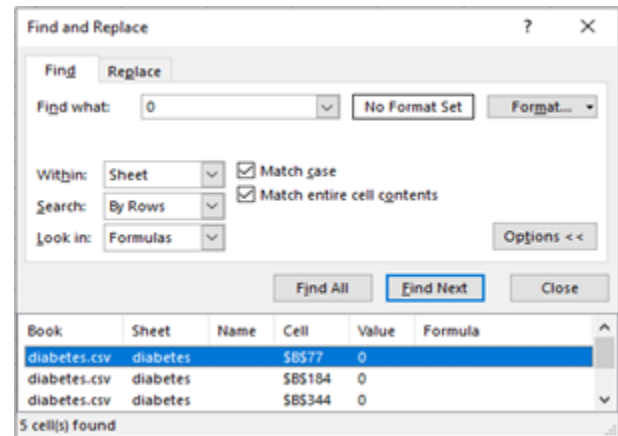 Find and Replace ? ×
Find Replace
Find what: 0 No Format Set Format...
Within: Sheet Match case
Match entire cell contents
Search: By Rows
Look in: Formulas Options <<
Find All Find Next Close
Book Sheet Name Cell Value Formula
diabetes.csv diabetes $B$77 0
diabetes.csv diabetes $B$184 0
diabetes.csv diabetes $B$344 0
5 cell(s) found